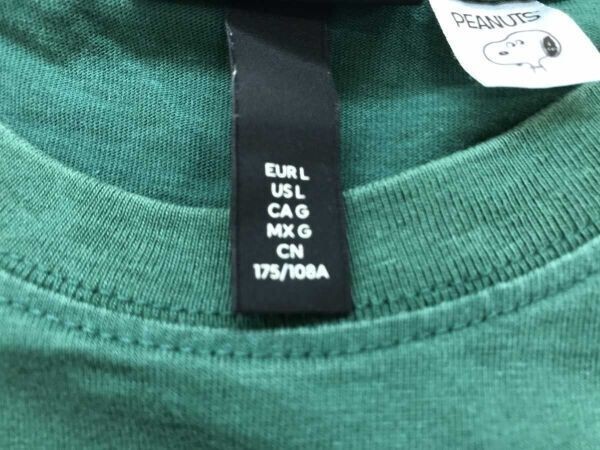 PEANUTS
EUR L
US L
CA G
MX G
CN
175/108A